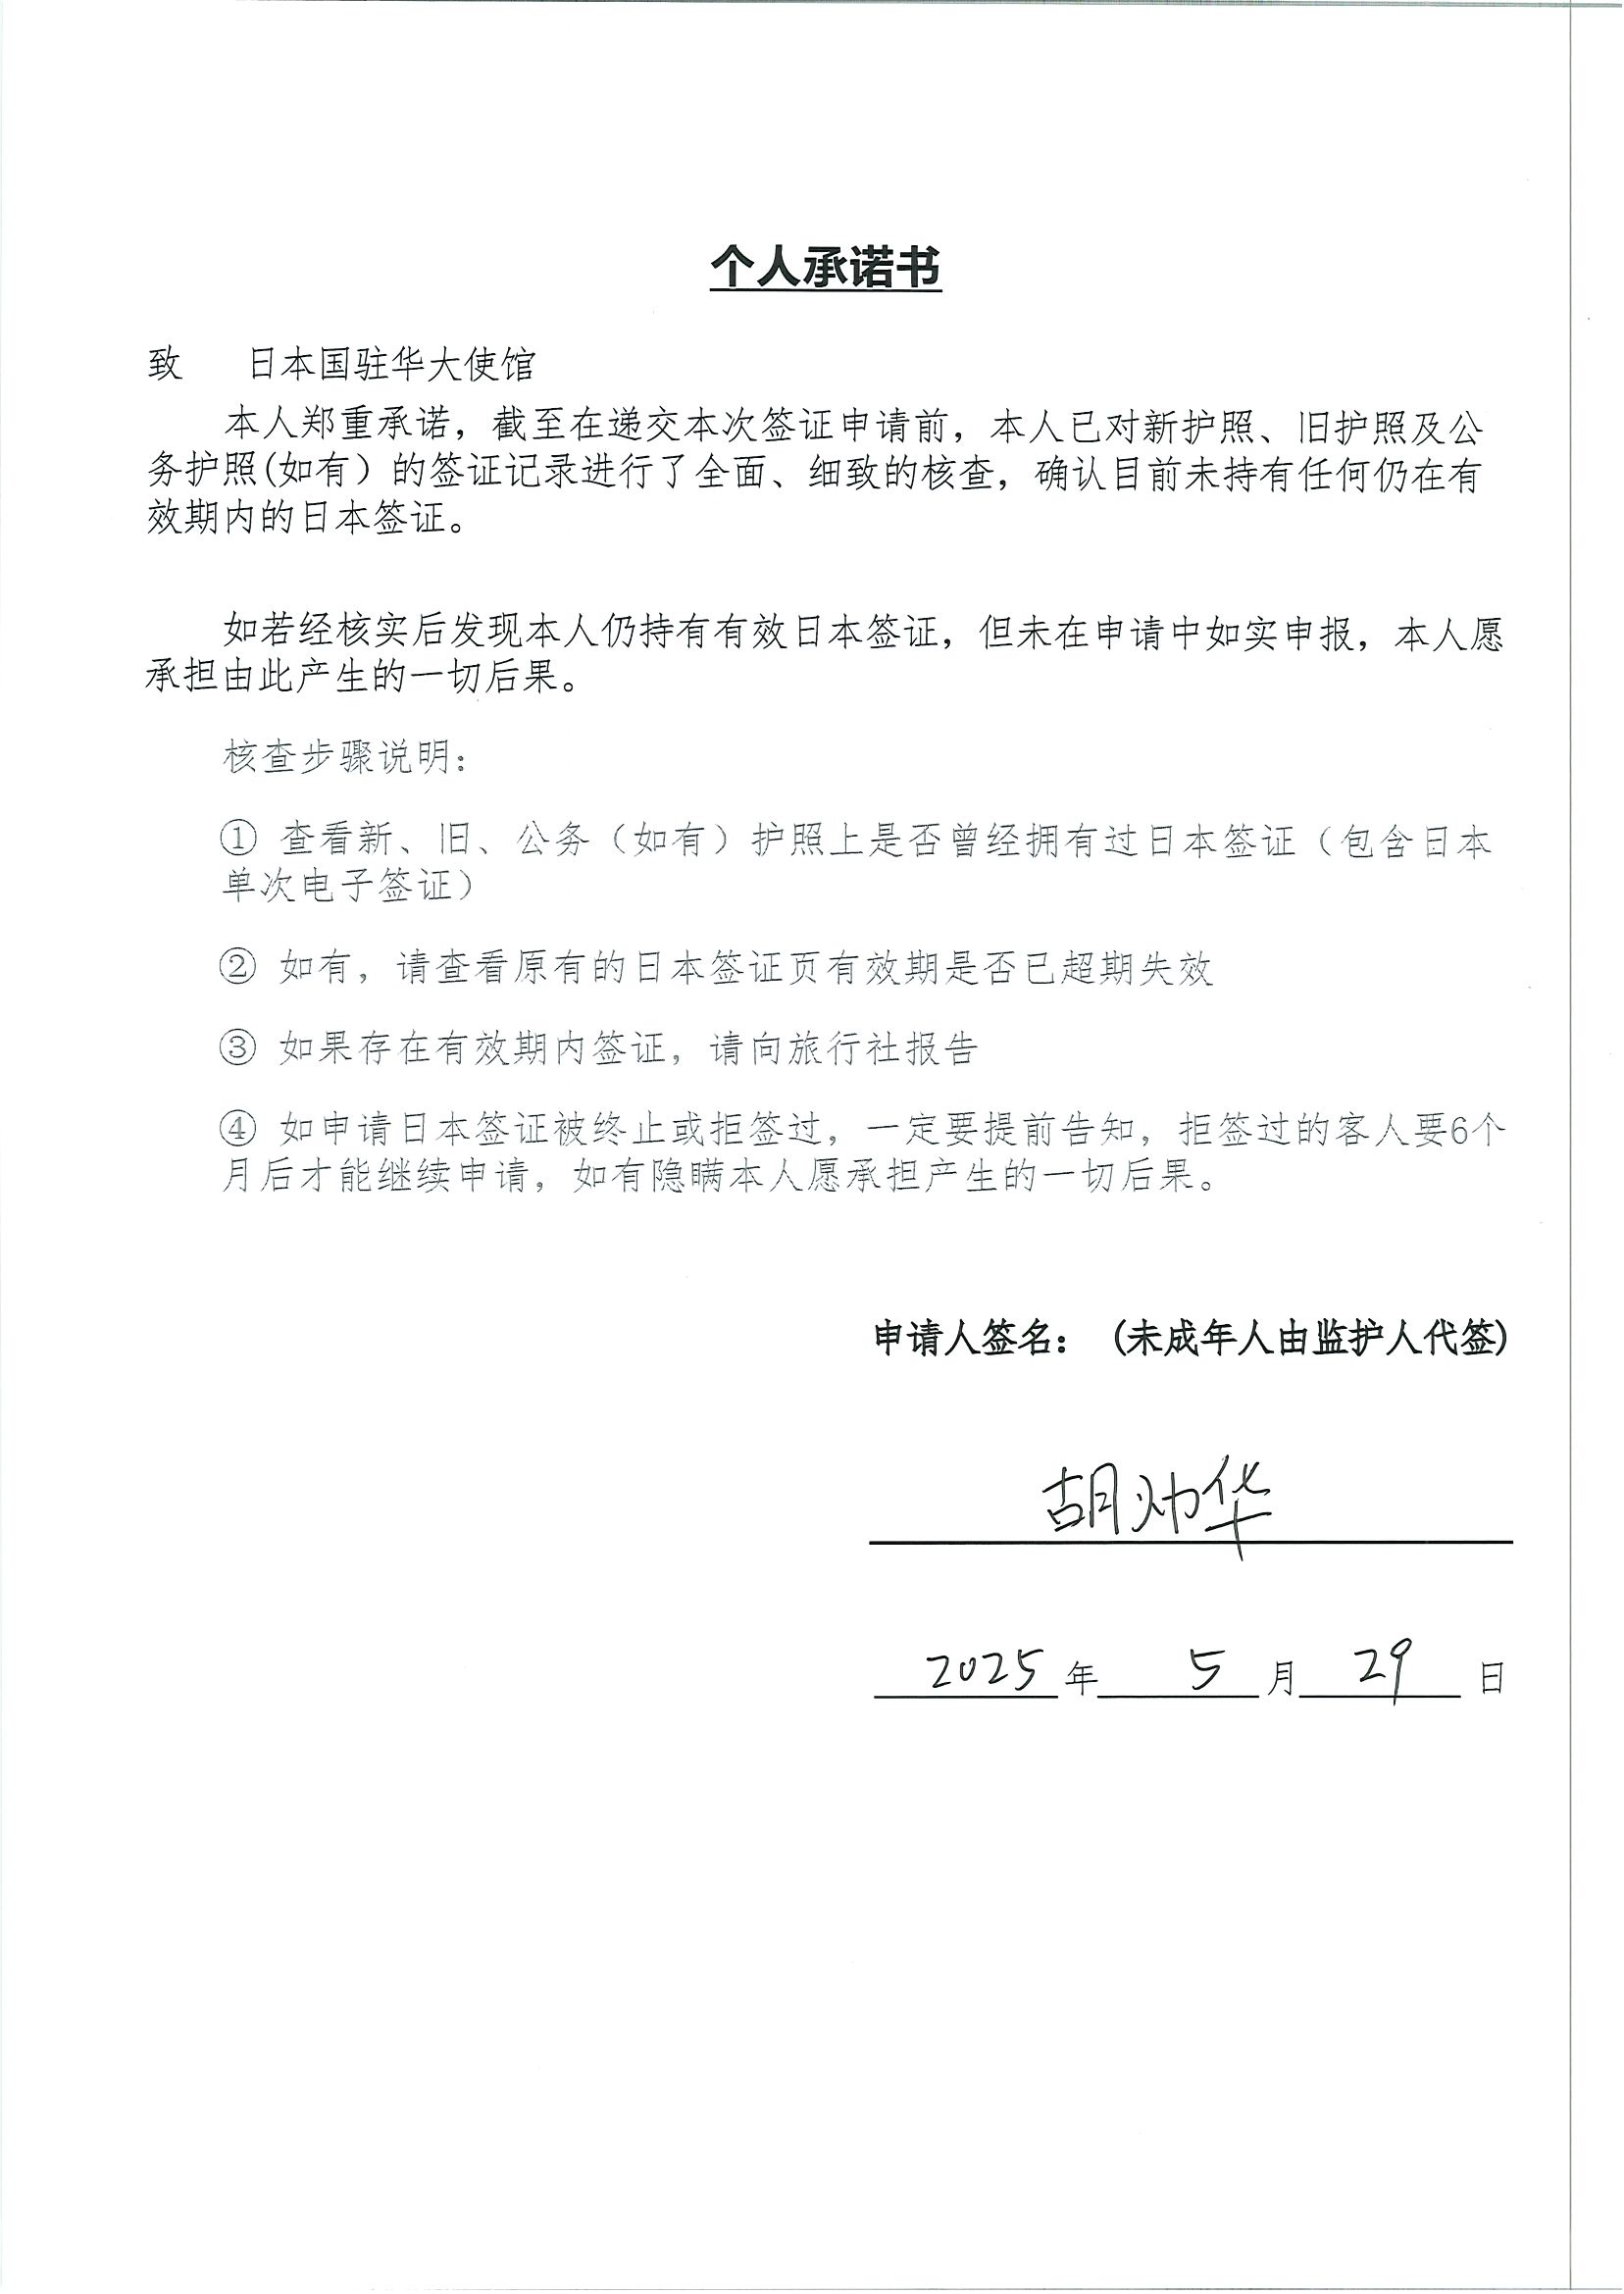 个人承诺书
致 日本国驻华大使馆
本人郑重承诺，截至在递交本次签证申请前，本人已对新护照、旧护照及公
务护照(如有）的签证记录进行了全面、细致的核查，确认目前未持有任何仍在有
效期内的日本签证。
如若经核实后发现本人仍持有有效日本签证，但未在申请中如实申报，本人愿
承担由此产生的一切后果。
核查步骤说明：
① 查看新、旧、公务（如有）护照上是否曾经拥有过日本签证（包含日本
单次电子签证）
② 如有，请查看原有的日本签证页有效期是否已超期失效
③ 如果存在有效期内签证，请向旅行社报告
④ 如申请日本签证被终止或拒签过，一定要提前告知，拒签过的客人要6个
月后才能继续申请，如有隐瞒本人愿承担产生的一切后果。
申请人签名：（未成年人由监护人代签）
胡 华
2025 年 5 月 29 日